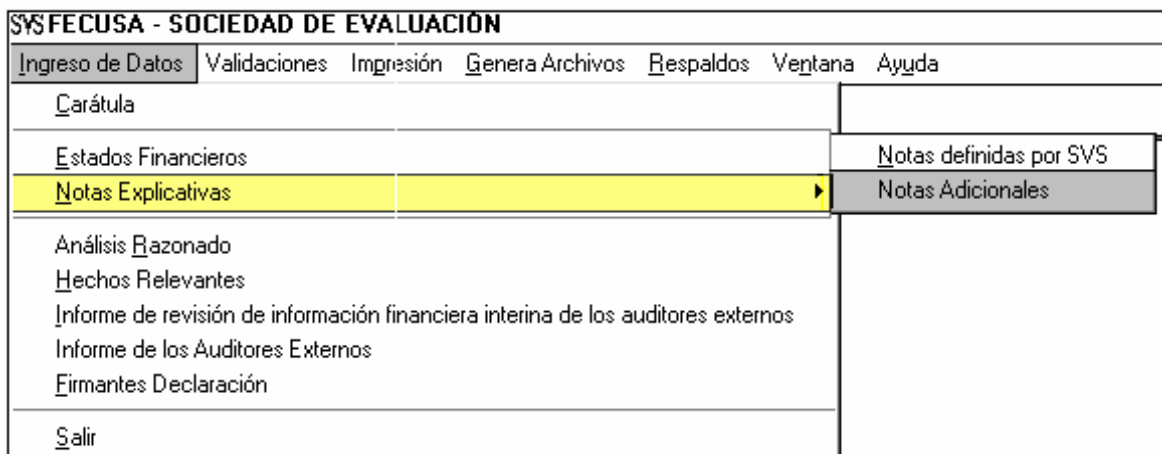 SVS FECUSA - SOCIEDAD DE EVALUACIÓN
Ingreso de Datos Validaciones Impresión Genera Archivos Respaldos Ventana Ayuda
Carátula
Estados Financieros
Notas definidas por SVS
Notas Explicativas
Notas Adicionales
Análisis Razonado
Hechos Relevantes
Informe de revisión de información financiera interina de los auditores externos
Informe de los Auditores Externos
Firmantes Declaración
Salir